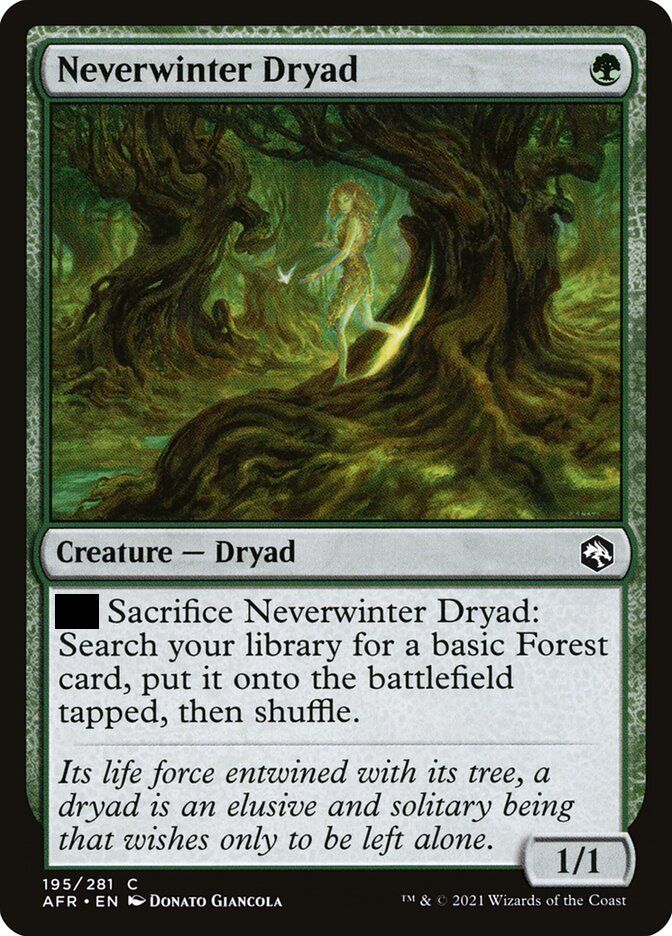 Neverwinter Dryad
Creature — Dryad
Sacrifice Neverwinter Dryad:
Search your library for a basic Forest
card, put it onto the battlefield
tapped, then shuffle.
Its life force entwined with its tree, a
dryad is an elusive and solitary being
that wishes only to be left alone.
1/1
195/281 C
AFR • EN Donato Giancola
™ & © 2021 Wizards of the Coast